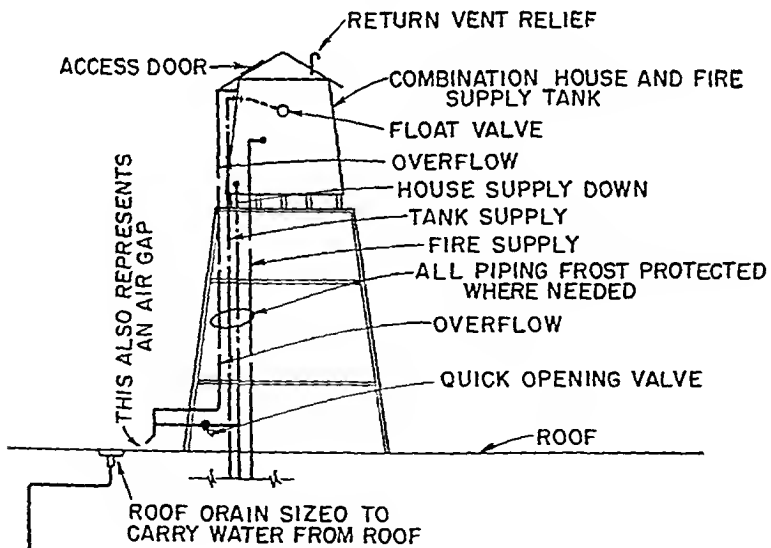 RETURN VENT RELIEF
ACCESS DOOR
COMBINATION HOUSE AND FIRE
SUPPLY TANK
FLOAT VALVE
OVERFLOW
HOUSE SUPPLY DOWN
TANK SUPPLY
FIRE SUPPLY
ALL PIPING FROST PROTECTED
WHERE NEEDED
OVERFLOW
THIS ALSO REPRESENTS
AN AIR GAP
QUICK OPENING VALVE
ROOF
ROOF ORAIN SIZEO TO
CARRY WATER FROM ROOF